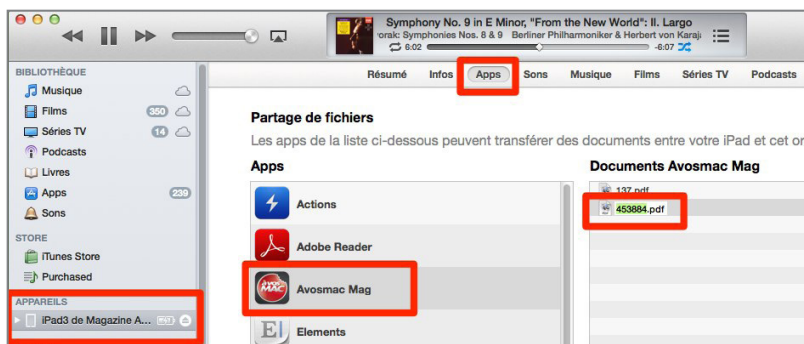 Symphony No. 9 in E Minor, "From the New World": II. Largo
orak: Symphonies Nos. 8 & 9 Berliner Philharmoniker & Herbert von Karaja
6:02
-6:07
BIBLIOTHÈQUE
Musique
Films 350
Séries TV 14
Podcasts
Livres
Apps 239
Sons
STORE
iTunes Store
Purchased
APPAREILS
iPad3 de Magazine A...
Résumé Infos Apps Sons Musique Films Séries TV Podcasts
Partage de fichiers
Les apps de la liste ci-dessous peuvent transférer des documents entre votre iPad et cet or
Apps
Actions
Adobe Reader
avosmac
Avosmac Mag
Elements
Documents Avosmac Mag
137.pdf
453884.pdf